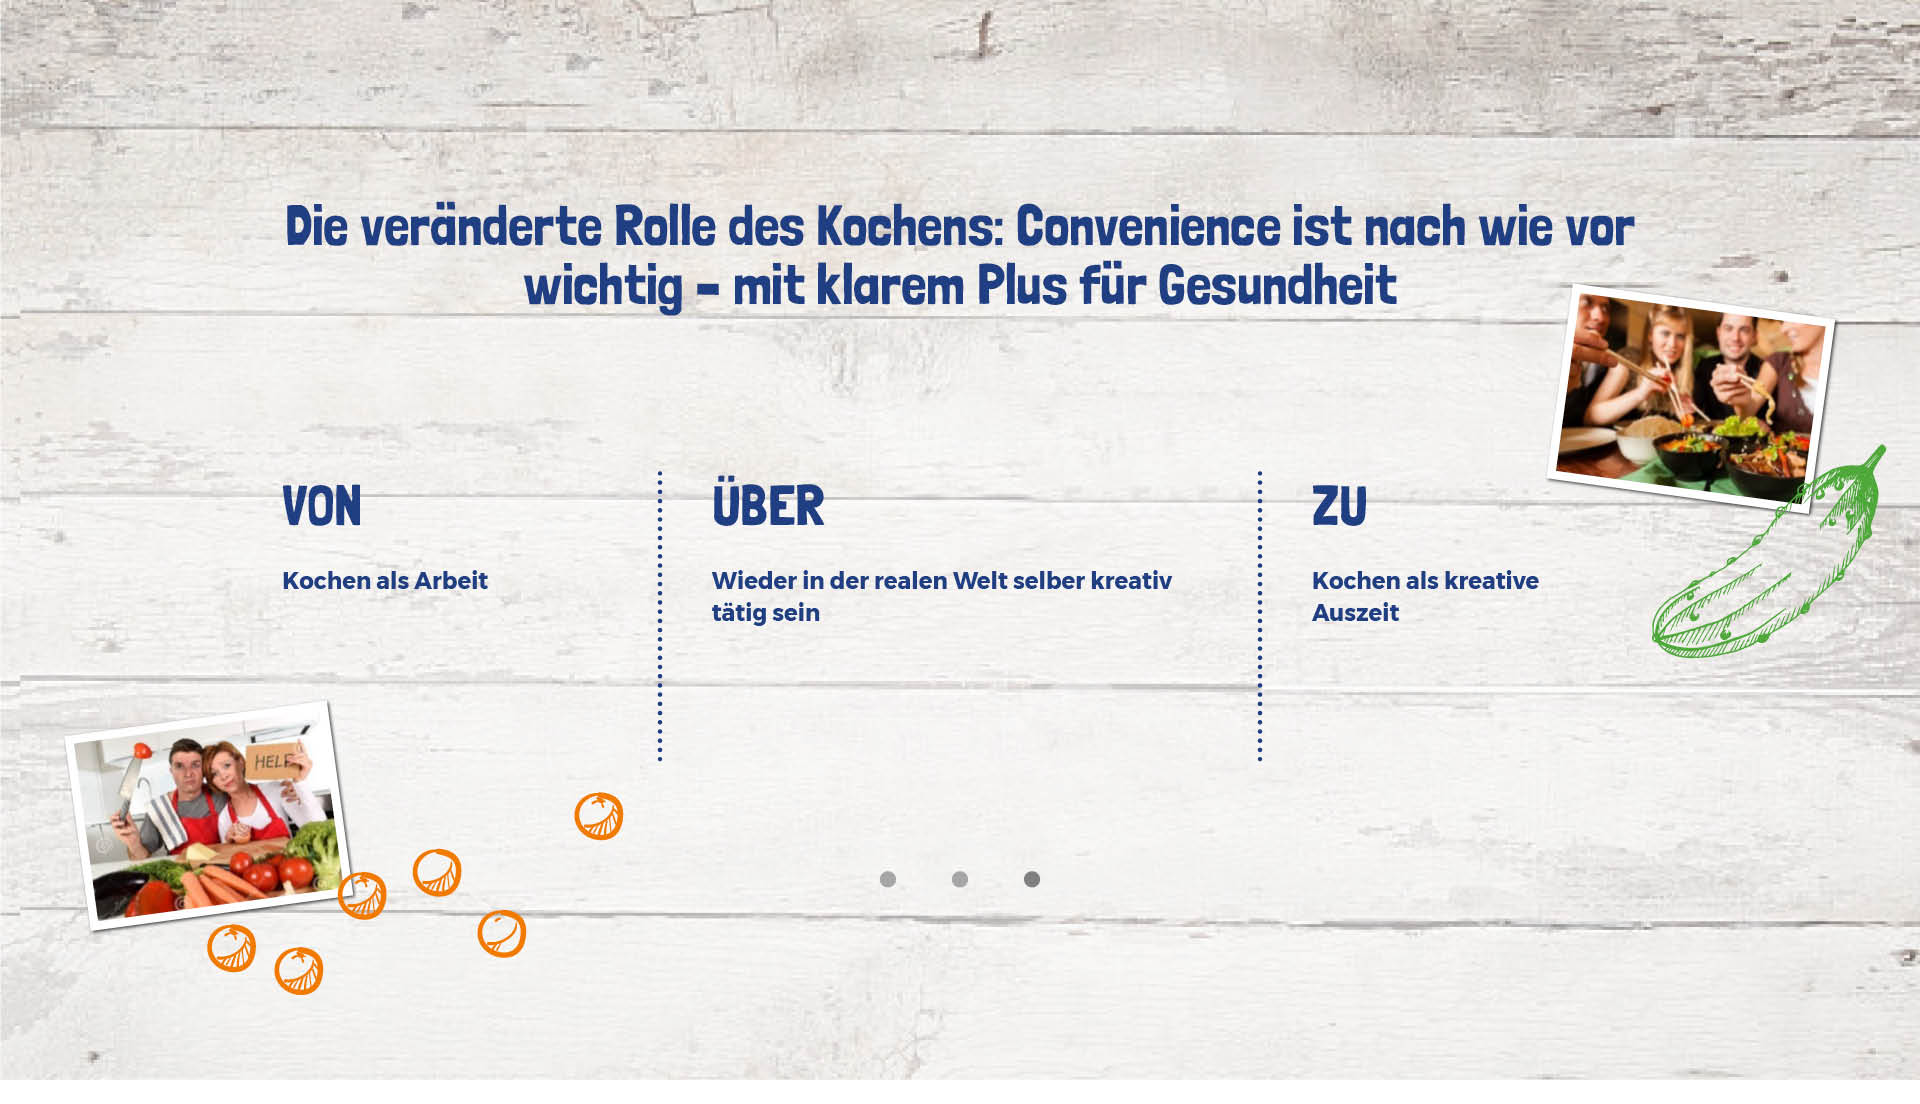 Die veränderte Rolle des Kochens: Convenience ist nach wie vor
wichtig – mit klarem Plus für Gesundheit
VON
Kochen als Arbeit
ÜBER
Wieder in der realen Welt selber kreativ
tätig sein
ZU
Kochen als kreative
Auszeit
HELP